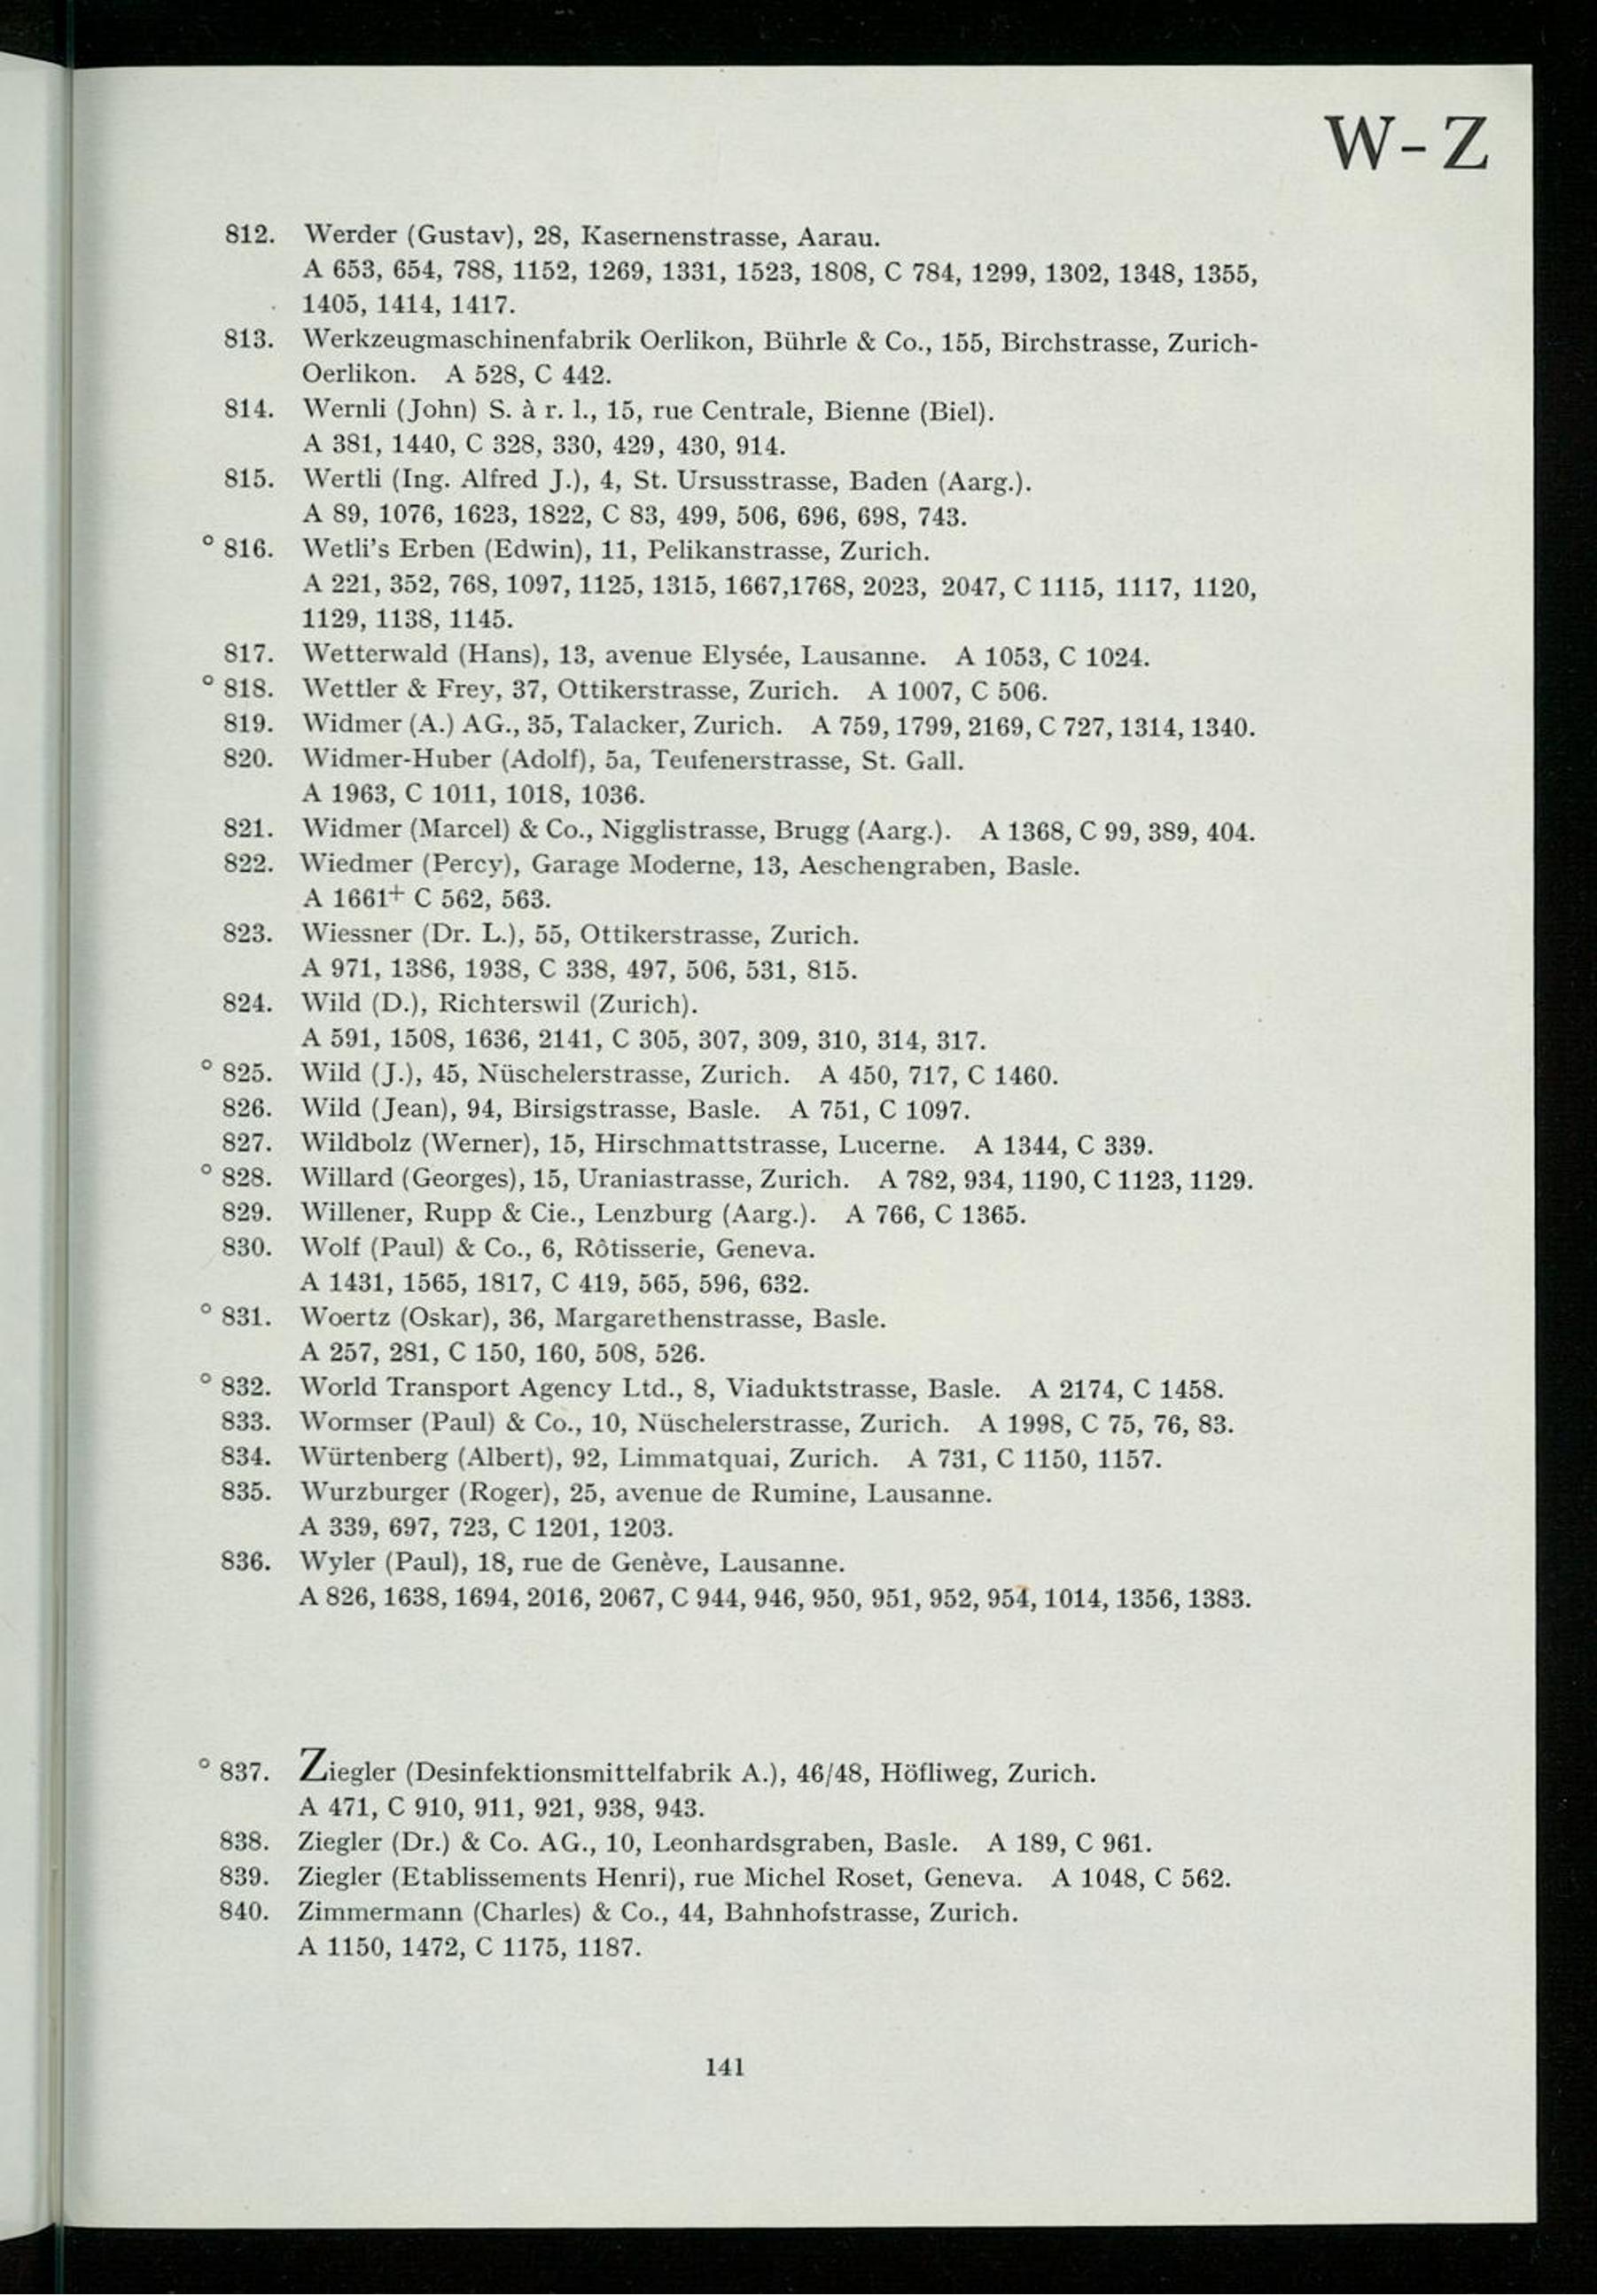 W-Z
812. Werder (Gustav), 28, Kasernenstrasse, Aarau.
A 653, 654, 788, 1152, 1269, 1331, 1523, 1808, C 784, 1299, 1302, 1348, 1355,
1405, 1414, 1417.
813. Werkzeugmaschinenfabrik Oerlikon, Bührle & Co., 155, Birchstrasse, Zurich-
Oerlikon. A 528, C 442.
814. Wernli (John) S. à r. l., 15, rue Centrale, Bienne (Biel).
A 381, 1440, C 328, 330, 429, 430, 914.
815. Wertli (Ing. Alfred J.), 4, St. Ursusstrasse, Baden (Aarg.).
A 89, 1076, 1623, 1822, C 83, 499, 506, 696, 698, 743.
° 816. Wetli's Erben (Edwin), 11, Pelikanstrasse, Zurich.
A 221, 352, 768, 1097, 1125, 1315, 1667,1768, 2023, 2047, C 1115, 1117, 1120,
1129, 1138, 1145.
817. Wetterwald (Hans), 13, avenue Elysée, Lausanne. A 1053, C 1024.
° 818. Wettler & Frey, 37, Ottikerstrasse, Zurich. A 1007, C 506.
819. Widmer (A.) AG., 35, Talacker, Zurich. A 759, 1799, 2169, C 727, 1314, 1340.
820. Widmer-Huber (Adolf), 5a, Teufenerstrasse, St. Gall.
A 1963, C 1011, 1018, 1036.
821. Widmer (Marcel) & Co., Nigglistrasse, Brugg (Aarg.). A 1368, C 99, 389, 404.
822. Wiedmer (Percy), Garage Moderne, 13, Aeschengraben, Basle.
A 1661+ C 562, 563.
823. Wiessner (Dr. L.), 55, Ottikerstrasse, Zurich.
A 971, 1386, 1938, C 338, 497, 506, 531, 815.
824. Wild (D.), Richterswil (Zurich).
A 591, 1508, 1636, 2141, C 305, 307, 309, 310, 314, 317.
° 825. Wild (J.), 45, Nüschelerstrasse, Zurich. A 450, 717, C 1460.
826. Wild (Jean), 94, Birsigstrasse, Basle. A 751, C 1097.
827. Wildbolz (Werner), 15, Hirschmattstrasse, Lucerne. A 1344, C 339.
° 828. Willard (Georges), 15, Uraniastrasse, Zurich. A 782, 934, 1190, C 1123, 1129.
829. Willener, Rupp & Cie., Lenzburg (Aarg.). A 766, C 1365.
830. Wolf (Paul) & Co., 6, Rôtisserie, Geneva.
A 1431, 1565, 1817, C 419, 565, 596, 632.
° 831. Woertz (Oskar), 36, Margarethenstrasse, Basle.
A 257, 281, C 150, 160, 508, 526.
° 832. World Transport Agency Ltd., 8, Viaduktstrasse, Basle. A 2174, C 1458.
833. Wormser (Paul) & Co., 10, Nüschelerstrasse, Zurich. A 1998, C 75, 76, 83.
834. Würtenberg (Albert), 92, Limmatquai, Zurich. A 731, C 1150, 1157.
835. Wurzburger (Roger), 25, avenue de Rumine, Lausanne.
A 339, 697, 723, C 1201, 1203.
836. Wyler (Paul), 18, rue de Genève, Lausanne.
A 826, 1638, 1694, 2016, 2067, C 944, 946, 950, 951, 952, 954, 1014, 1356, 1383.
° 837. Ziegler (Desinfektionsmittelfabrik A.), 46/48, Höfliweg, Zurich.
A 471, C 910, 911, 921, 938, 943.
838. Ziegler (Dr.) & Co. AG., 10, Leonhardsgraben, Basle. A 189, C 961.
839. Ziegler (Etablissements Henri), rue Michel Roset, Geneva. A 1048, C 562.
840. Zimmermann (Charles) & Co., 44, Bahnhofstrasse, Zurich.
A 1150, 1472, C 1175, 1187.
141